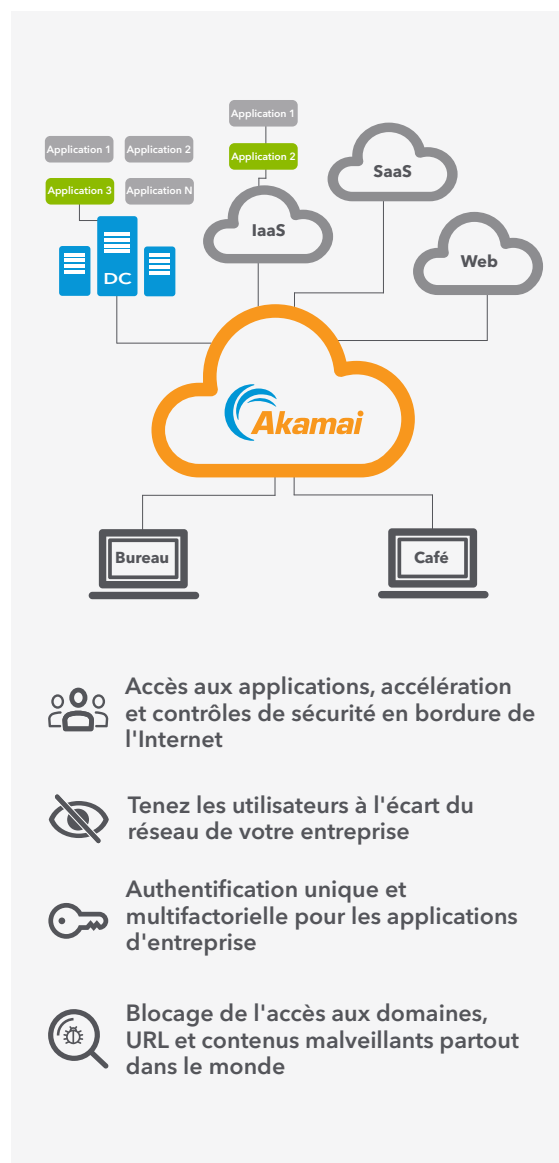 Application 1
Application 2
Application 1
Application 2
Application 3
Application N
SaaS
IaaS
Web
DC
Akamai
Bureau
Café
Accès aux applications, accélération
et contrôles de sécurité en bordure de
l'Internet
Tenez les utilisateurs à l'écart du
réseau de votre entreprise
Authentification unique et
multifactorielle pour les applications
d'entreprise
Blocage de l'accès aux domaines,
URL et contenus malveillants partout
dans le monde